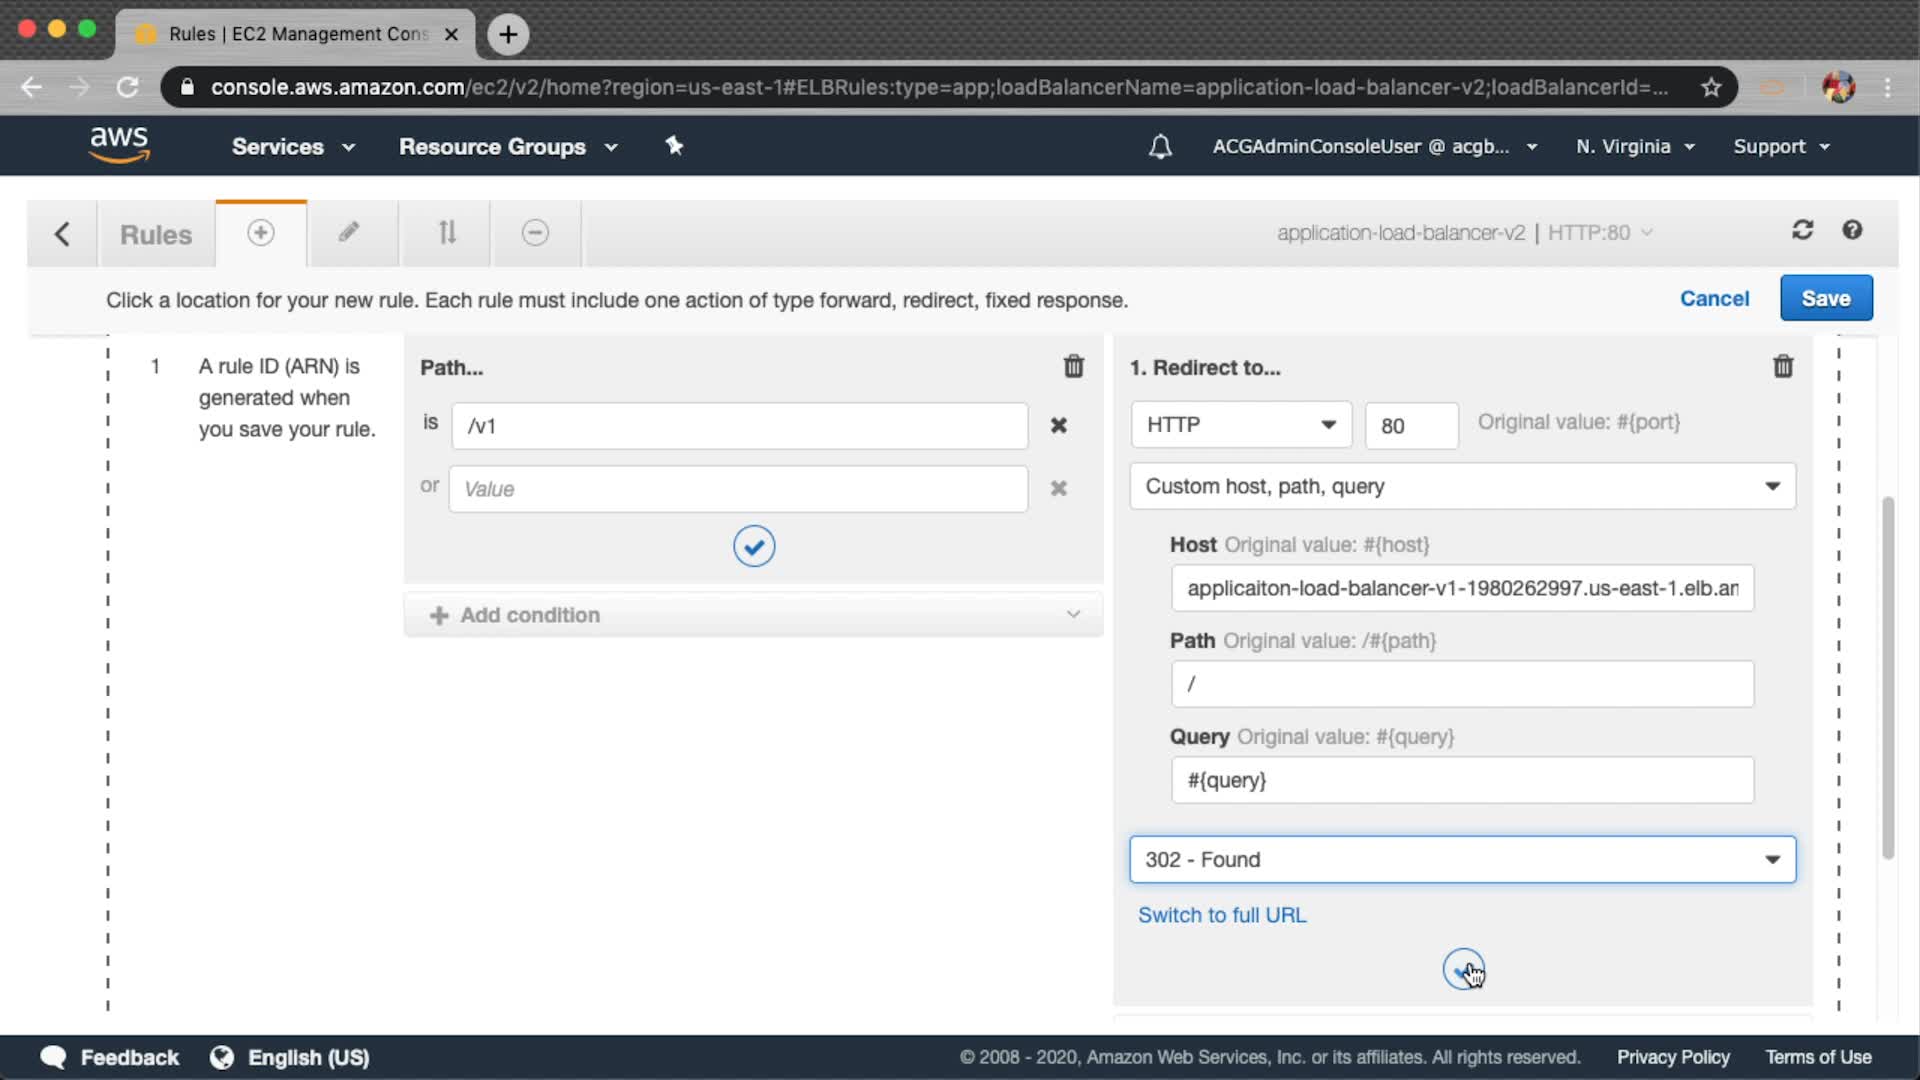 Rules | EC2 Management Cons
console.aws.amazon.com/ec2/v2/home?region=us-east-1#ELBRules:type=app;loadBalancerName=application-load-balancer-v2;loadBalancerId=...
aws Services Resource Groups ACGAdminConsoleUser @ acgb... N. Virginia Support
Rules application-load-balancer-v2 | HTTP:80
Click a location for your new rule. Each rule must include one action of type forward, redirect, fixed response. Cancel Save
1 A rule ID (ARN) is
generated when
you save your rule.
Path...
is /v1
or Value
Add condition
1. Redirect to...
HTTP 80 Original value: #{port}
Custom host, path, query
Host Original value: #{host}
applicaiton-load-balancer-v1-1980262997.us-east-1.elb.an
Path Original value: /#{path}
/
Query Original value: #{query}
#{query}
302 - Found
Switch to full URL
Feedback English (US) © 2008 - 2020, Amazon Web Services, Inc. or its affiliates. All rights reserved. Privacy Policy Terms of Use